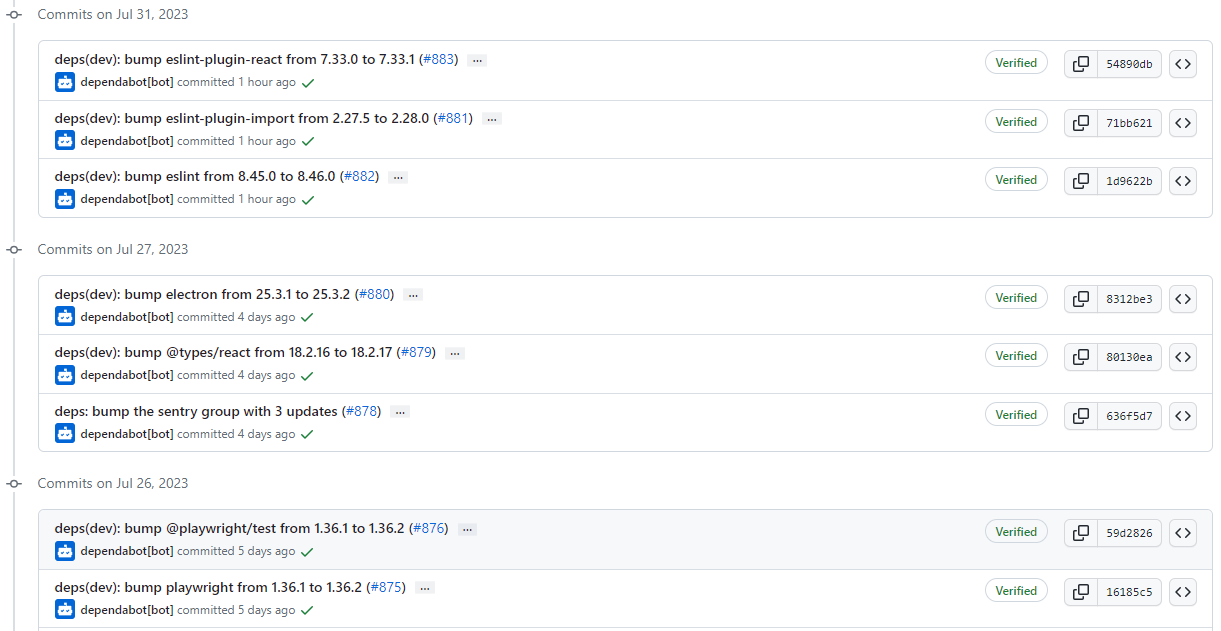 Commits on Jul 31, 2023
deps(dev): bump eslint-plugin-react from 7.33.0 to 7.33.1 (#883) ...
Verified 54890db
dependabot[bot] committed 1 hour ago
deps(dev): bump eslint-plugin-import from 2.27.5 to 2.28.0 (#881) ...
Verified 71bb621
dependabot[bot] committed 1 hour ago
deps(dev): bump eslint from 8.45.0 to 8.46.0 (#882) ...
Verified 1d9622b
dependabot[bot] committed 1 hour ago
Commits on Jul 27, 2023
deps(dev): bump electron from 25.3.1 to 25.3.2 (#880) ...
Verified 8312be3
dependabot[bot] committed 4 days ago
deps(dev): bump @types/react from 18.2.16 to 18.2.17 (#879) ...
Verified 80130ea
dependabot[bot] committed 4 days ago
deps: bump the sentry group with 3 updates (#878) ...
Verified 636f5d7
dependabot[bot] committed 4 days ago
Commits on Jul 26, 2023
deps(dev): bump @playwright/test from 1.36.1 to 1.36.2 (#876) ...
Verified 59d2826
dependabot[bot] committed 5 days ago
deps(dev): bump playwright from 1.36.1 to 1.36.2 (#875) ...
Verified 16185c5
dependabot[bot] committed 5 days ago